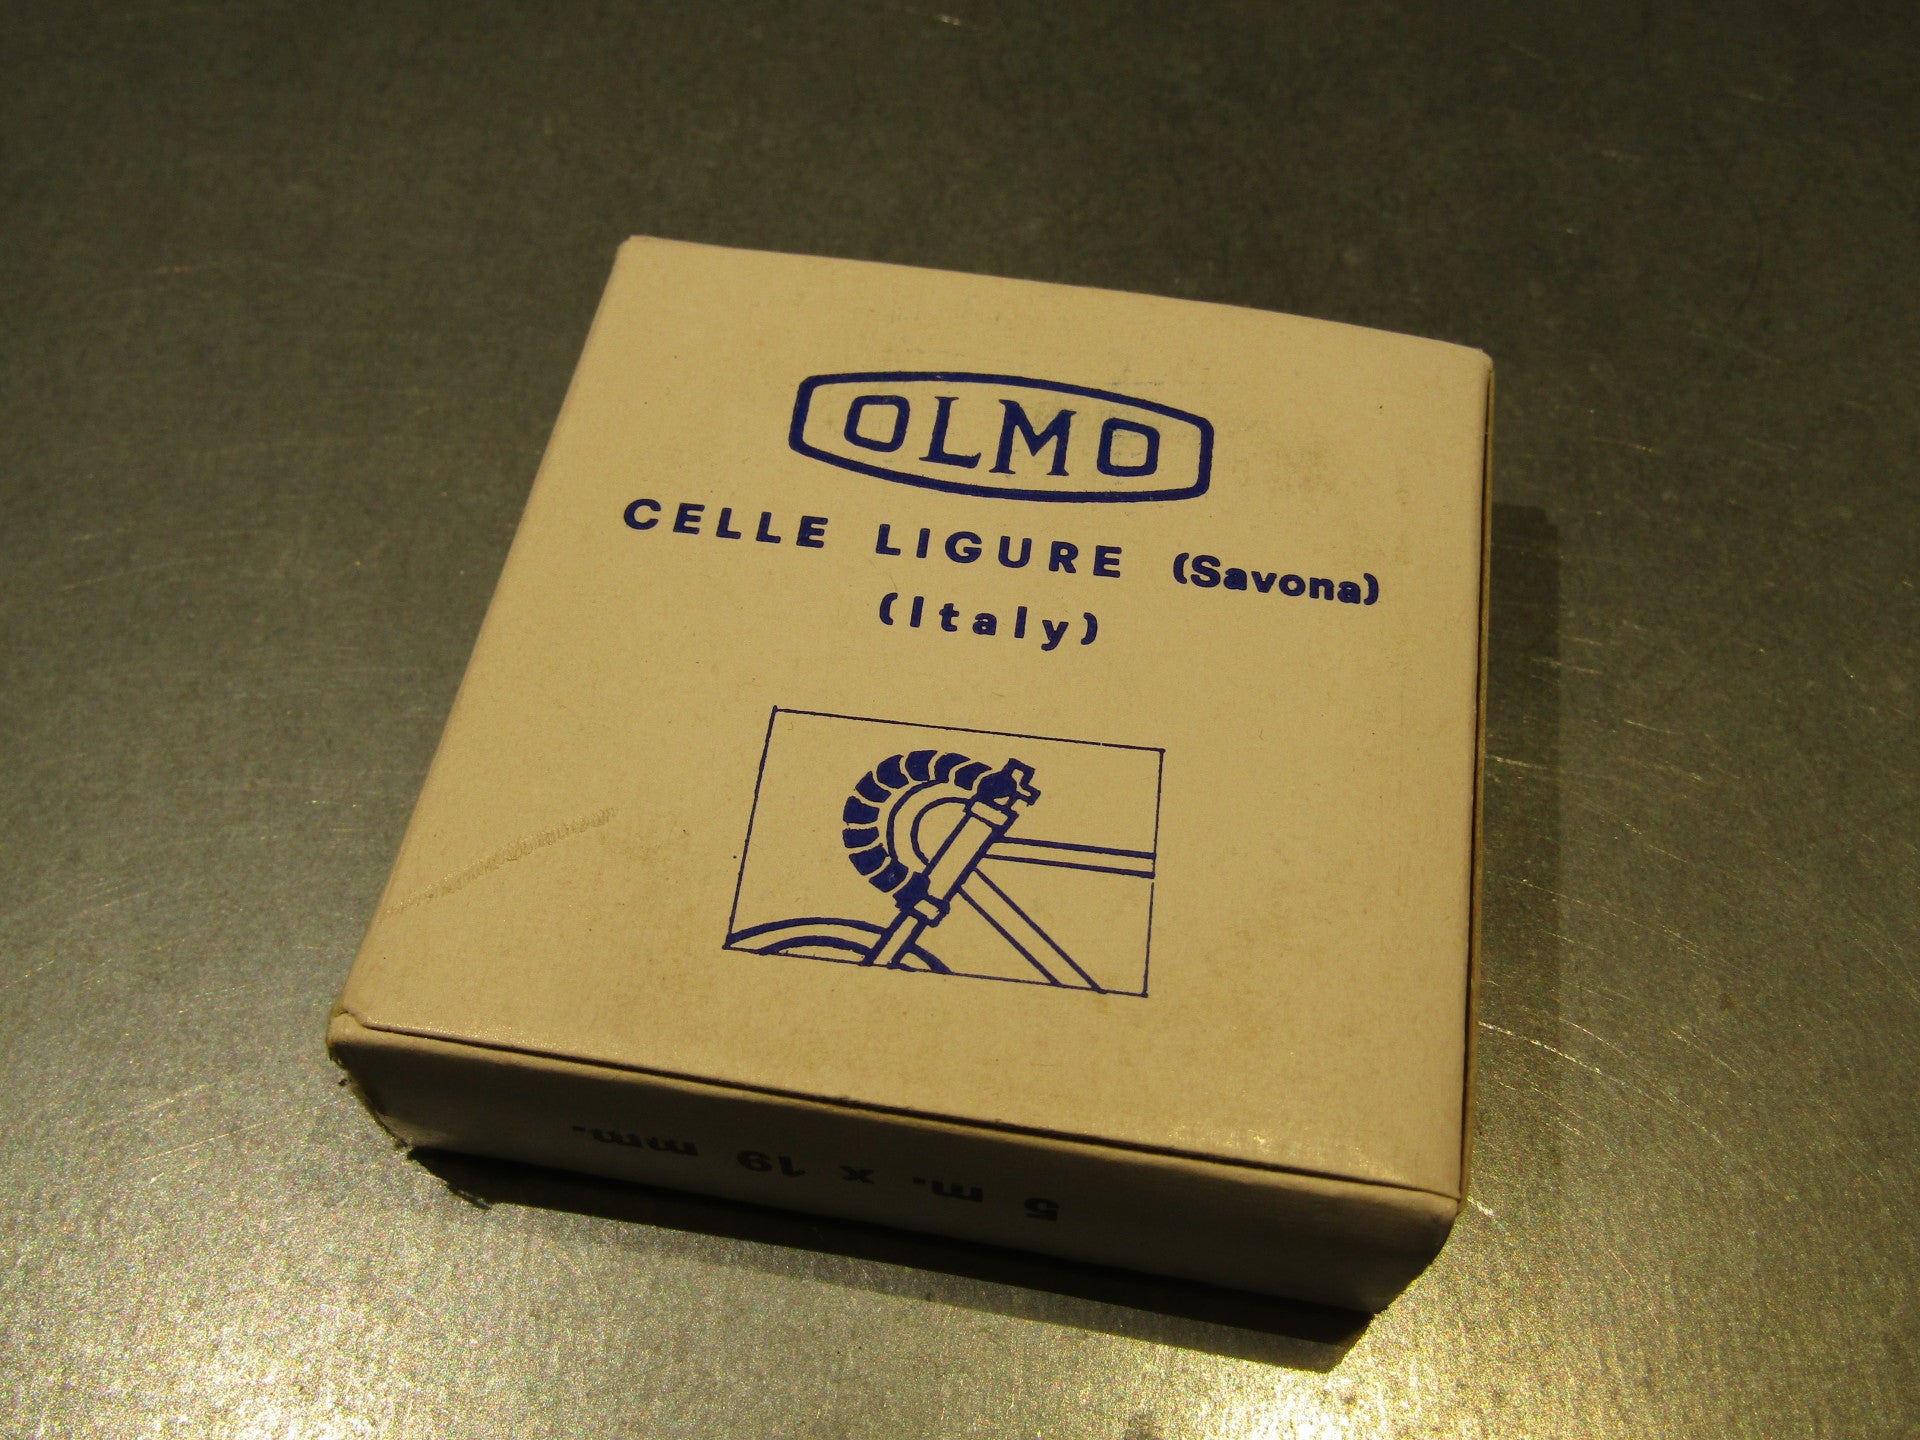 OLMO
CELLE LIGURE (Savona)
(Italy)
5 m. x 19 mm.